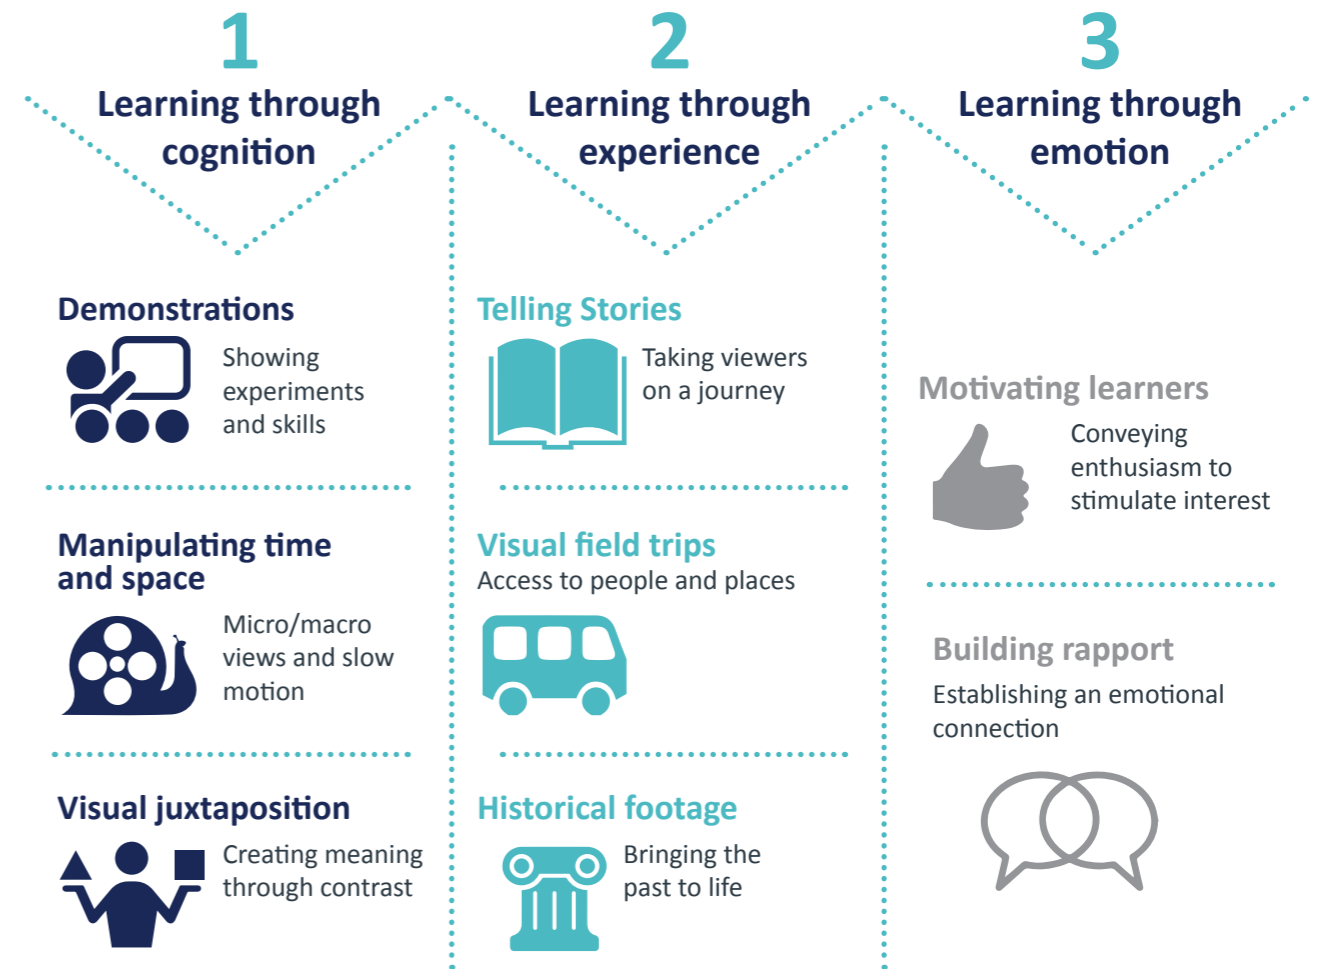 1
Learning through
cognition
Demonstrations
Showing
experiments
and skills
Manipulating time
and space
Micro/macro
views and slow
motion
Visual juxtaposition
Creating meaning
through contrast
2
Learning through
experience
Telling Stories
Taking viewers
on a journey
Visual field trips
Access to people and places
Historical footage
Bringing the
past to life
3
Learning through
emotion
Motivating learners
Conveying
enthusiasm to
stimulate interest
Building rapport
Establishing an emotional
connection